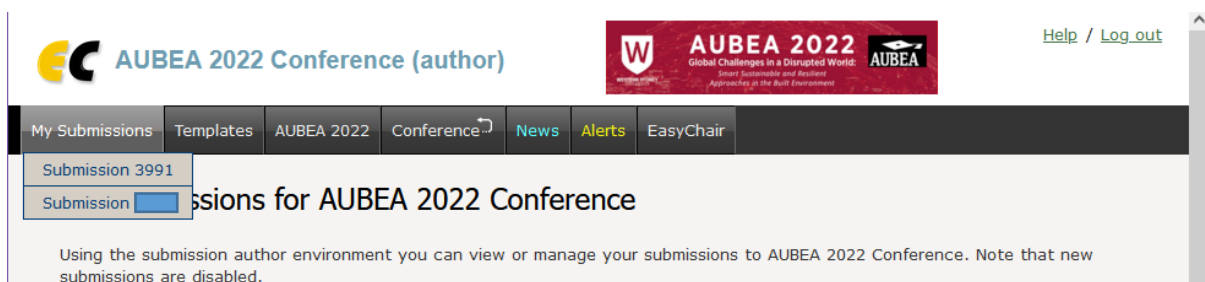 EC AUBEA 2022 Conference (author)
W
WESTERN SYDNEY
AUBEA 2022
Global Challenges in a Disrupted World:
Smart Sustainable and Resilient
Approaches in the Built Environment
AUBEA
Help / Log out
My Submissions Templates AUBEA 2022 Conference News Alerts EasyChair
Submission 3991
Submission
ssions for AUBEA 2022 Conference
Using the submission author environment you can view or manage your submissions to AUBEA 2022 Conference. Note that new
submissions are disabled.